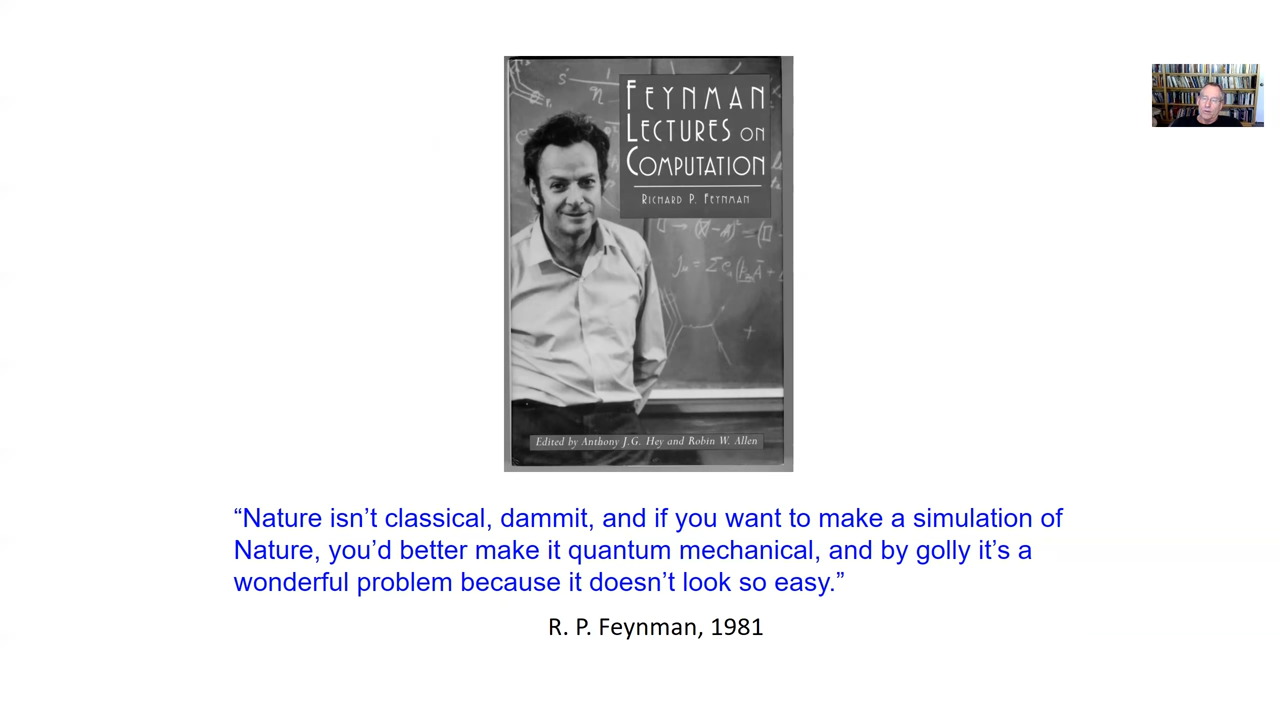 FEYNMAN
LECTURES ON
COMPUTATION
RICHARD P. FEYNMAN
Edited by Anthony J.G. Hey and Robin W. Allen
“Nature isn’t classical, dammit, and if you want to make a simulation of
Nature, you’d better make it quantum mechanical, and by golly it’s a
wonderful problem because it doesn’t look so easy.”
R. P. Feynman, 1981